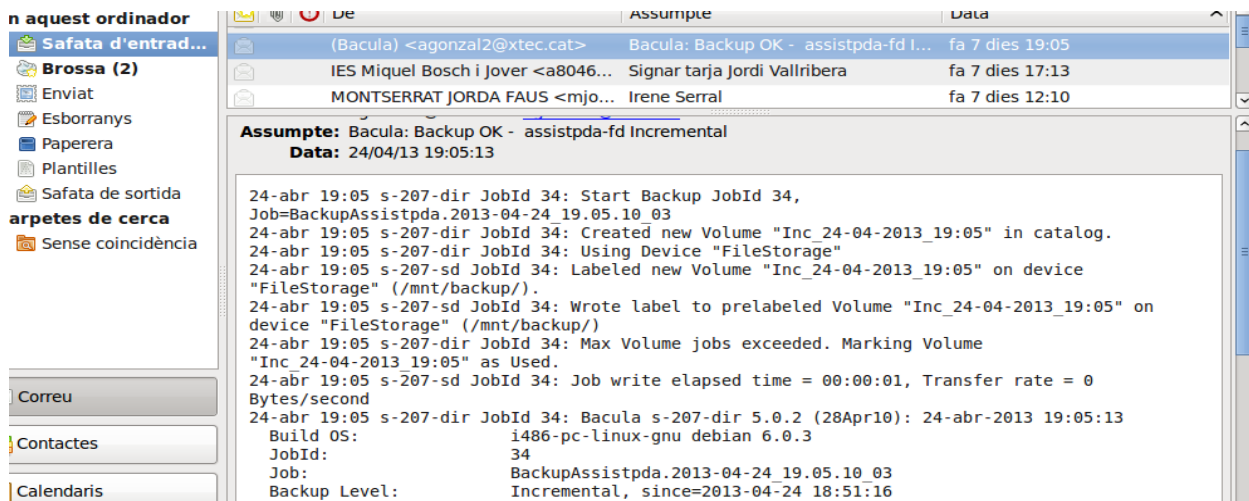 n aquest ordinador
Safata d'entrad...
Brossa (2)
Enviat
Esborranys
Paperera
Plantilles
Safata de sortida
arpetes de cerca
Sense coincidència
Correu
Contactes
Calendaris
De Assumpte Data
(Bacula) <agonzal2@xtec.cat> Bacula: Backup OK - assistpda-fd I... fa 7 dies 19:05
IES Miquel Bosch i Jover <a8046... Signar tarja Jordi Vallribera fa 7 dies 17:13
MONTSERRAT JORDA FAUS <mjo... Irene Serral fa 7 dies 12:10
Assumpte: Bacula: Backup OK - assistpda-fd Incremental
Data: 24/04/13 19:05:13
24-abr 19:05 s-207-dir JobId 34: Start Backup JobId 34,
Job=BackupAssistpda.2013-04-24_19.05.10_03
24-abr 19:05 s-207-dir JobId 34: Created new Volume "Inc_24-04-2013_19:05" in catalog.
24-abr 19:05 s-207-dir JobId 34: Using Device "FileStorage"
24-abr 19:05 s-207-sd JobId 34: Labeled new Volume "Inc_24-04-2013_19:05" on device
"FileStorage" (/mnt/backup/).
24-abr 19:05 s-207-sd JobId 34: Wrote label to prelabeled Volume "Inc_24-04-2013_19:05" on
device "FileStorage" (/mnt/backup/)
24-abr 19:05 s-207-dir JobId 34: Max Volume jobs exceeded. Marking Volume
"Inc_24-04-2013_19:05" as Used.
24-abr 19:05 s-207-sd JobId 34: Job write elapsed time = 00:00:01, Transfer rate = 0
Bytes/second
24-abr 19:05 s-207-dir JobId 34: Bacula s-207-dir 5.0.2 (28Apr10): 24-abr-2013 19:05:13
Build OS: i486-pc-linux-gnu debian 6.0.3
JobId: 34
Job: BackupAssistpda.2013-04-24_19.05.10_03
Backup Level: Incremental, since=2013-04-24 18:51:16